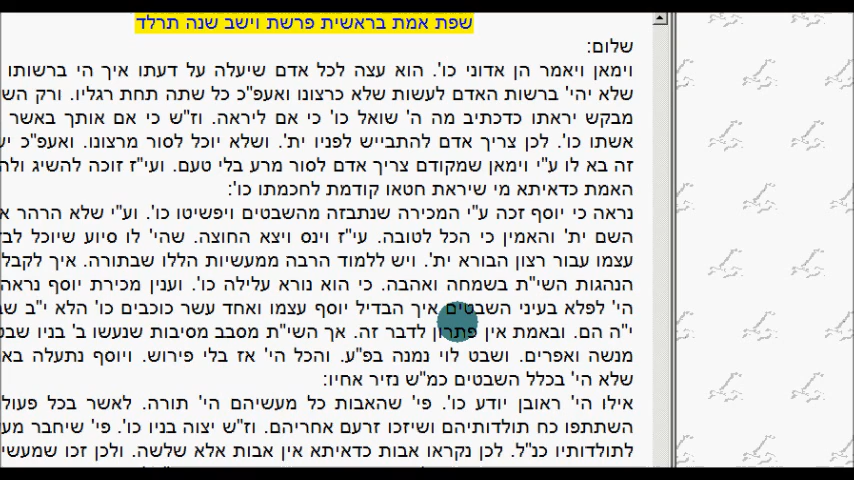 שפת אמת בראשית פרשת וישב שנה תרלד
שלום:
וימאן ויאמר הן אדוני כו'. הוא עצה לכל אדם שיעלה על דעתו איך הי ברשותו
שלא יהי' ברשות האדם לעשות שלא כרצונו ואעפ"כ כל שתה תחת רגליו. ורק
מבקש יראתו כדכתיב מה ה' שואל כו' כי אם ליראה. וז"ש כי אם אותך באשר
אשתו כו'. לכן צריך אדם להתבייש לפניו ית'. ושלא יוכל לסור מרצונו. ואעפ"כ
זה בא לו ע"י וימאן שמקודם צריך אדם לסור מרע בלי טעם. ועי"ז זוכה להשיג
האמת כדאיתא מי שיראת חטאו קודמת לחכמתו כו':
נראה כי יוסף זכה ע"י המכירה שנתבזה מהשבטים ויפשיטו כו'. וע"י שלא הרהר
השם ית' והאמין כי הכל לטובה. עי"ז וינס ויצא החוצה. שהי' לו סיוע שיוכל
עצמו עבור רצון הבורא ית'. ויש ללמוד הרבה ממעשיות הללו שבתורה. איך לקבל
הנהגות השי"ת בשמחה ואהבה. כי הוא נורא עלילה כו'. וענין מכירת יוסף נראה
הי' לפלא בעיני השבטים איך הבדיל יוסף עצמו ואחד עשר כוכבים כו' הלא י"ב
י"ה הם. ובאמת אין פתרון לדבר זה. אך השי"ת מסבב מסיבות שנעשו ב' בניו
מנשה ואפרים. ושבט לוי נמנה בפ"ע. והכל הי' אז בלי פירוש. ויוסף נתעלה
שלא הי' בכלל השבטים כמ"ש נזיר אחיו:
אילו הי' ראובן יודע כו'. פי' שהאבות כל מעשיהם הי' תורה. לאשר בכל
השתתפו כח תולדותיהם ושיזכו זרעם אחריהם. וז"ש יצוה בניו כו'. פי' שיחבר
לתולדותיו כנ"ל. לכן נקראו אבות כדאיתא אין אבות אלא שלשה. ולכן זכו